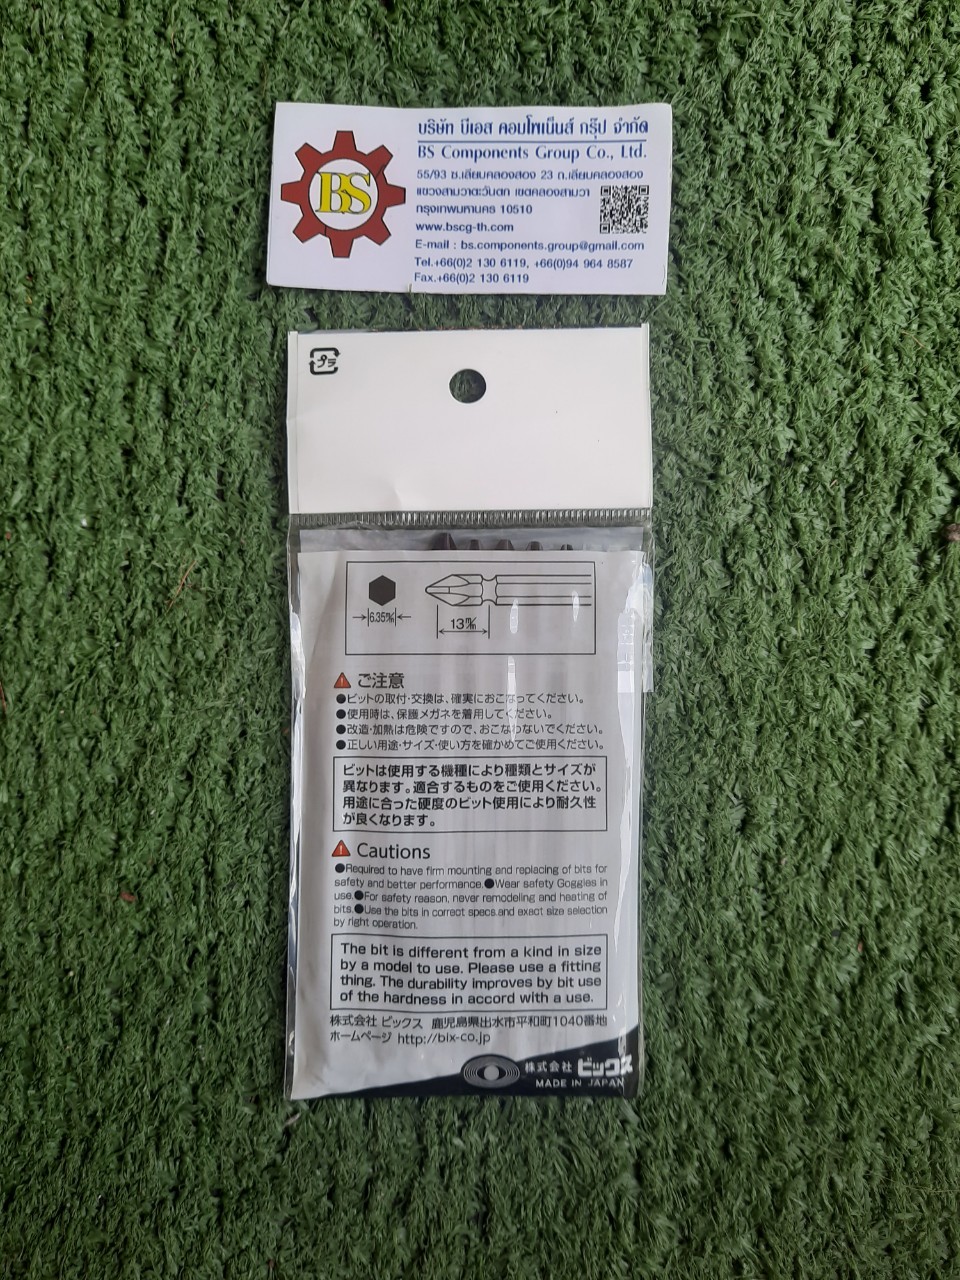 BS
บริษัท บีเอส คอมโพเน็นส์ กรุ๊ป จำกัด
BS Components Group Co., Ltd.
55/93 ซ.เลียบคลองสอง 23 ถ.เลียบคลองสอง
แขวงสามวาตะวันตก เขตคลองสามวา
กรุงเทพมหานคร 10510
www.bscg-th.com
E-mail : bs.components.group@gmail.com
Tel.+66(0)2 130 6119, +66(0)94 964 8587
Fax.+66(0)2 130 6119
プラ
6.35㎜
13㎜
ご注意
●ビットの取付・交換は、確実におこなってください。
●使用時は、保護メガネを着用してください。
●改造・加熱は危険ですので、おこなわないでください。
●正しい用途・サイズ・使い方を確かめてご使用ください。
ビットは使用する機種により種類とサイズが
異なります。適合するものをご使用ください。
用途に合った硬度のビット使用により耐久性
が良くなります。
Cautions
●Required to have firm mounting and replacing of bits for
safety and better performance.●Wear safety Goggles in
use.●For safety reason, never remodeling and heating of
bits.●Use the bits in correct specs.and exact size selection
by right operation.
The bit is different from a kind in size
by a model to use. Please use a fitting
thing. The durability improves by bit use
of the hardness in accord with a use.
株式会社 ビックス 鹿児島県出水市平和町1040番地
ホームページ http://bix-co.jp
株式会社 ビックス
MADE IN JAPAN